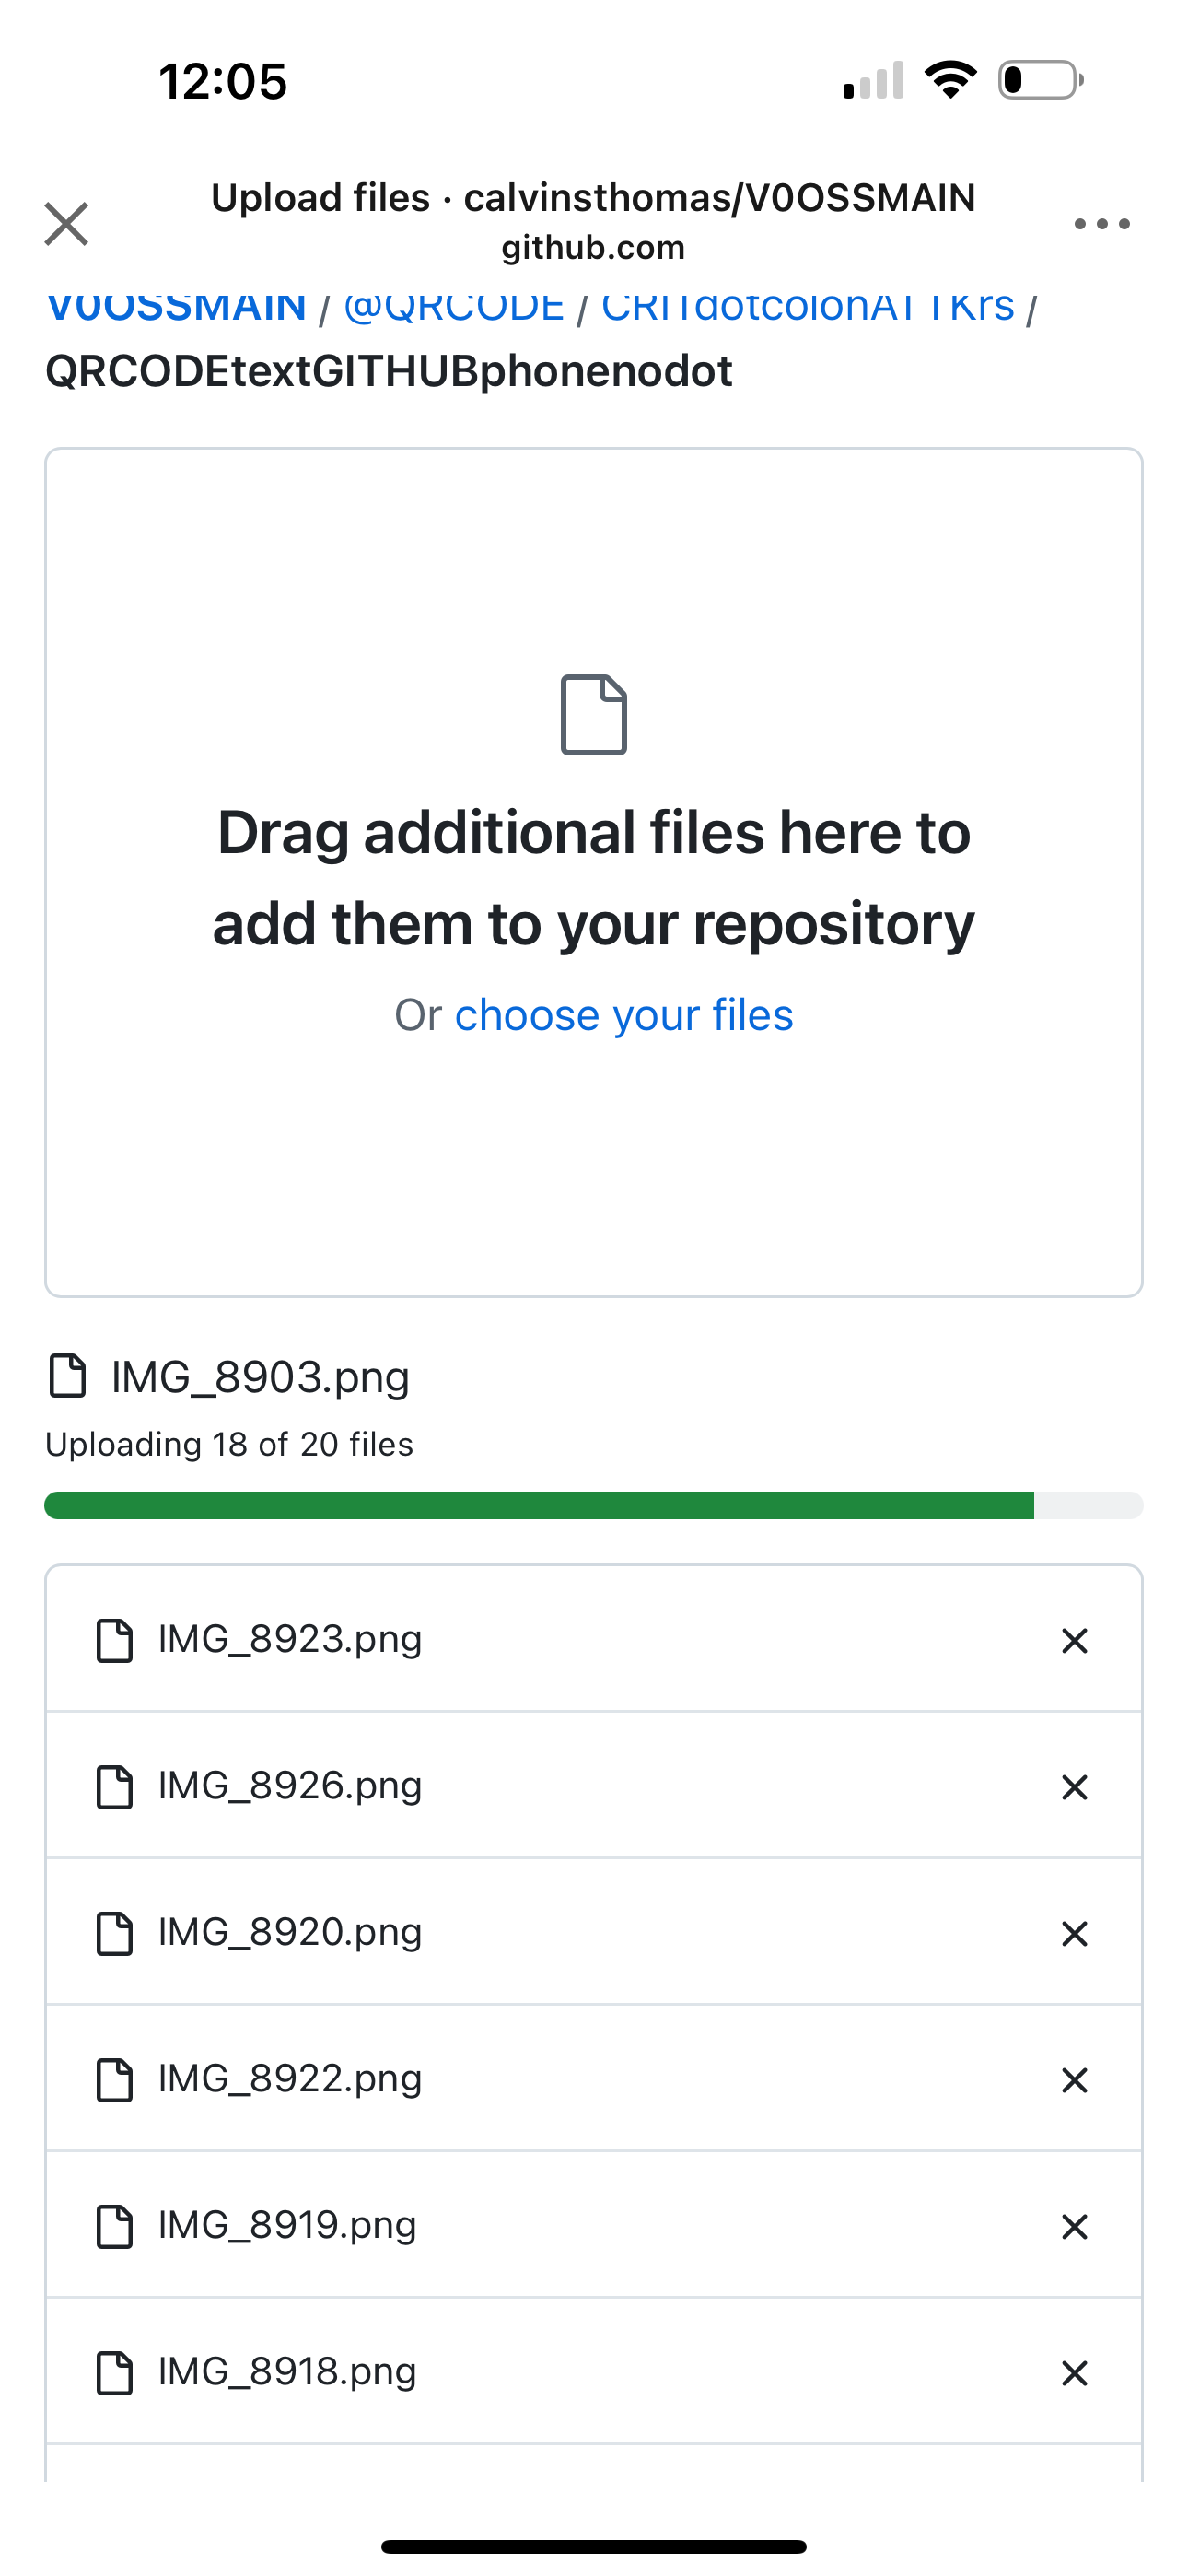 12:05
Upload files · calvinsthomas/V0OSSMAIN
github.com
V0OSSMAIN / @QRCODE / CRITdotcolonATTKrs /
QRCODEtextGITHUBphonenodot
Drag additional files here to
add them to your repository
Or choose your files
IMG_8903.png
Uploading 18 of 20 files
IMG_8923.png
IMG_8926.png
IMG_8920.png
IMG_8922.png
IMG_8919.png
IMG_8918.png